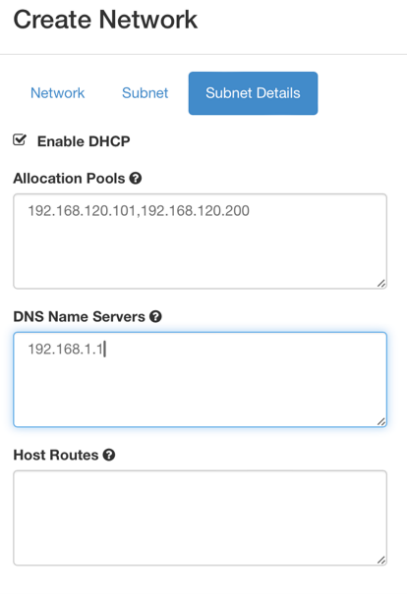 Create Network
Network Subnet Subnet Details
Enable DHCP
Allocation Pools ?
192.168.120.101,192.168.120.200
DNS Name Servers ?
192.168.1.1
Host Routes ?